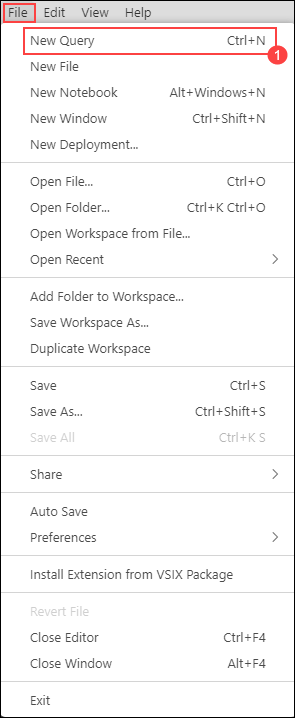 File Edit View Help
New Query Ctrl+N
1
New File
New Notebook Alt+Windows+N
New Window Ctrl+Shift+N
New Deployment...
Open File... Ctrl+O
Open Folder... Ctrl+K Ctrl+O
Open Workspace from File...
Open Recent
Add Folder to Workspace...
Save Workspace As...
Duplicate Workspace
Save Ctrl+S
Save As... Ctrl+Shift+S
Save All Ctrl+K S
Share
Auto Save
Preferences
Install Extension from VSIX Package
Revert File
Close Editor Ctrl+F4
Close Window Alt+F4
Exit